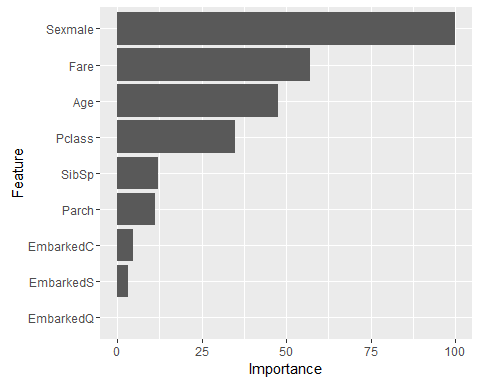 Sexmale
Fare
Age
Pclass
SibSp
Parch
EmbarkedC
EmbarkedS
EmbarkedQ
Feature
0 25 50 75 100
Importance